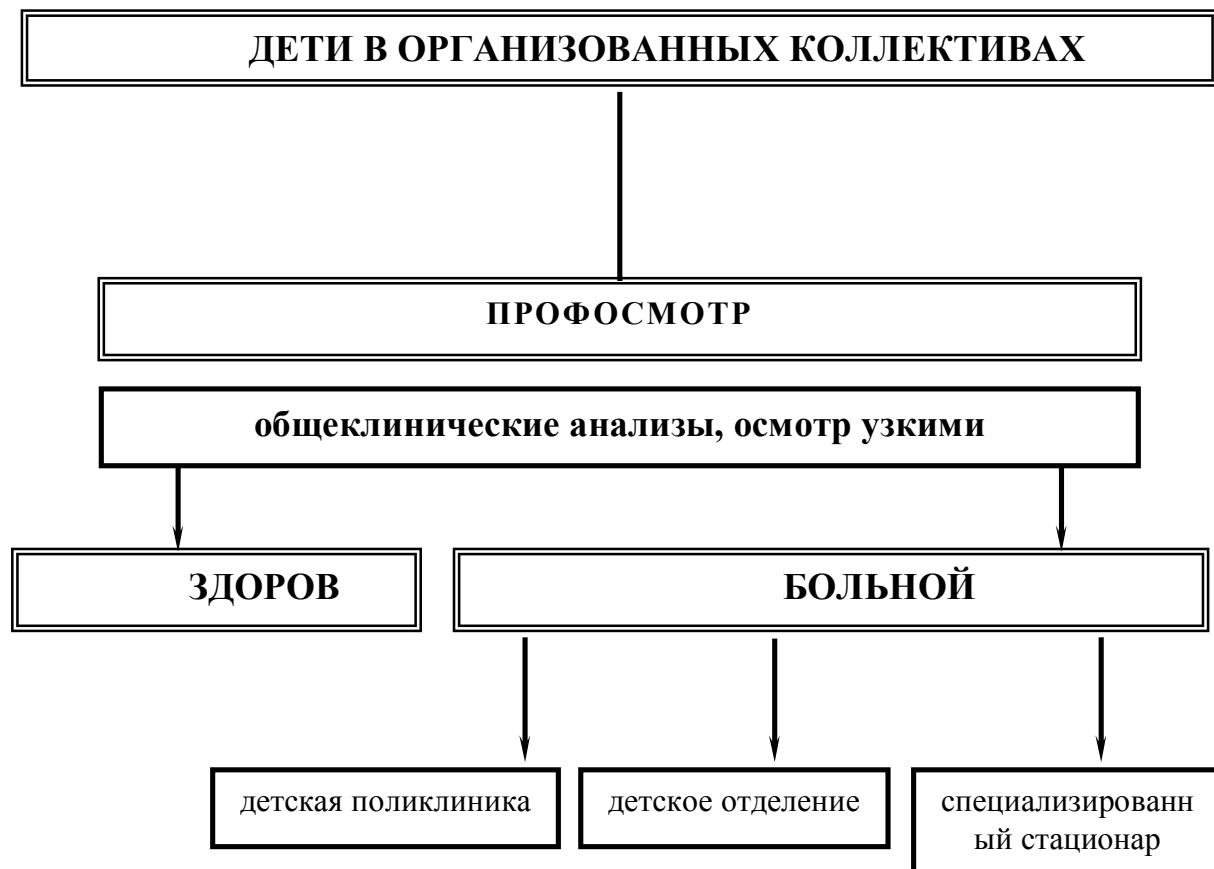 ДЕТИ В ОРГАНИЗОВАННЫХ КОЛЛЕКТИВАХ
ПРОФОСМОТР
общеклинические анализы, осмотр узкими
ЗДОРОВ
БОЛЬНОЙ
детская поликлиника
детское отделение
специализированн
ый стационар